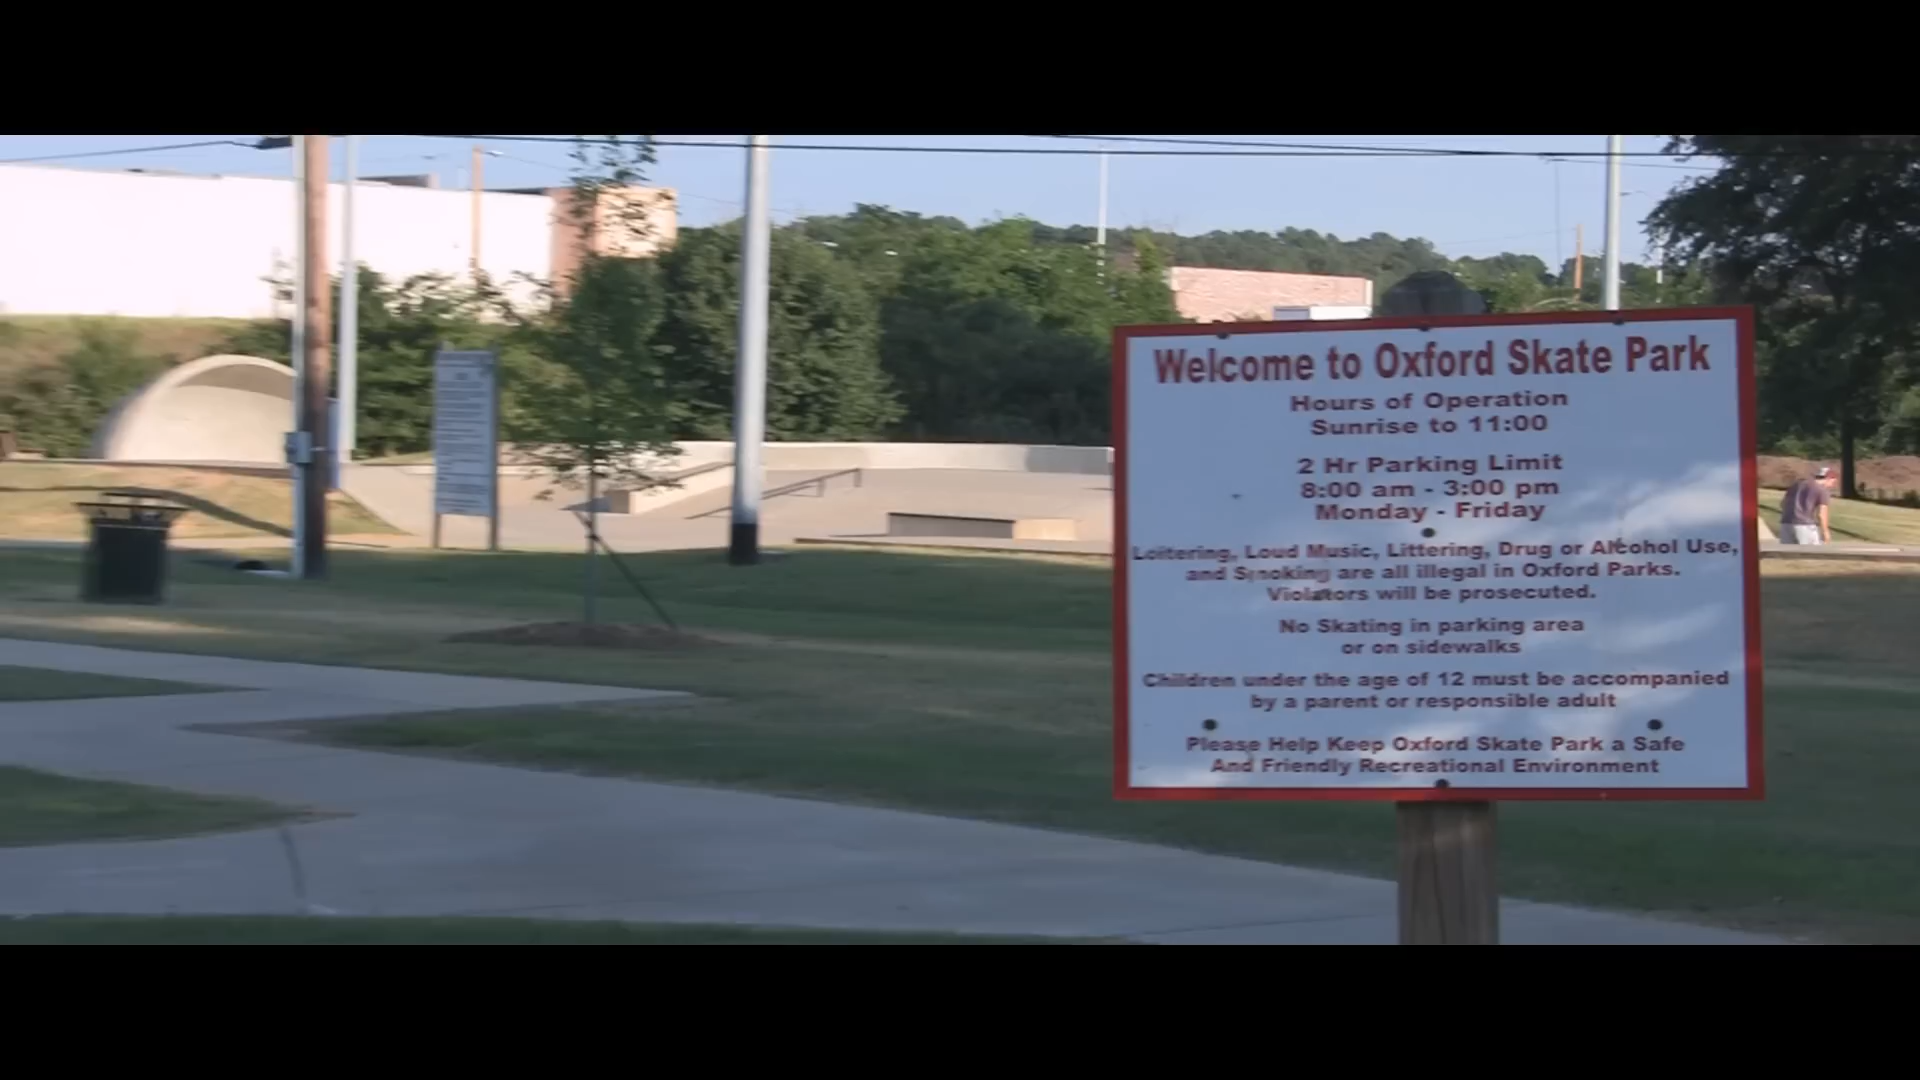 Welcome to Oxford Skate Park
Hours of Operation
Sunrise to 11:00
2 Hr Parking Limit
8:00 am - 3:00 pm
Monday - Friday
Loitering, Loud Music, Littering, Drug or Alcohol Use,
and Smoking are all illegal in Oxford Parks.
Violators will be prosecuted.
No Skating in parking area
or on sidewalks
Children under the age of 12 must be accompanied
by a parent or responsible adult
Please Help Keep Oxford Skate Park a Safe
And Friendly Recreational Environment